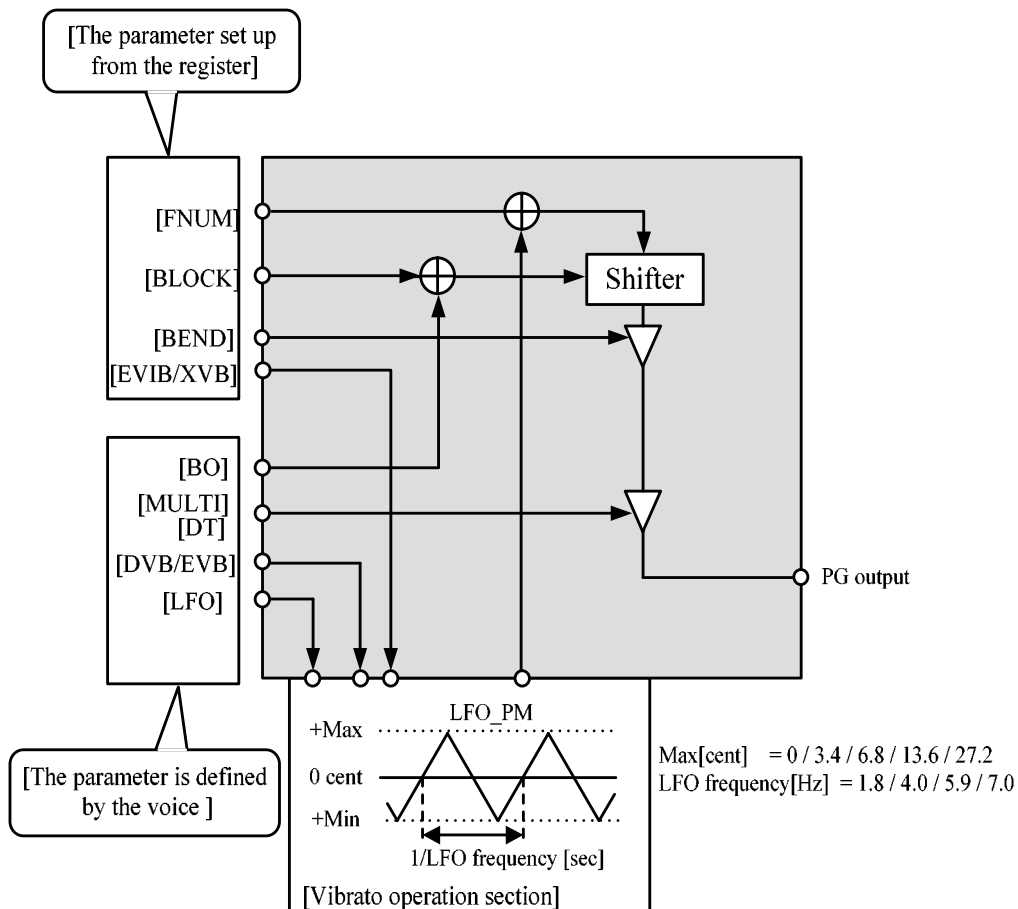 [The parameter set up
from the register]
[FNUM]
[BLOCK]
[BEND]
[EVIB/XVB]
Shifter
[BO]
[MULTI]
[DT]
[DVB/EVB]
[LFO]
PG output
[The parameter is defined
by the voice ]
LFO_PM
+Max
0 cent
+Min
1/LFO frequency [sec]
[Vibrato operation section]
Max[cent] = 0 / 3.4 / 6.8 / 13.6 / 27.2
LFO frequency[Hz] = 1.8 / 4.0 / 5.9 / 7.0